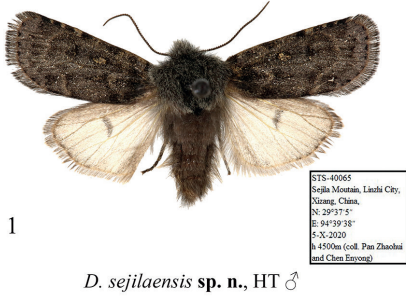 STS-40065
Sejila Moutain, Linzhi City,
Xizang, China,
N: 29°37'5"
E: 94°39'38"
5-X-2020
h 4500m (coll. Pan Zhaohui
and Chen Enyong)
1
D. sejilaensis sp. n., HT ♂